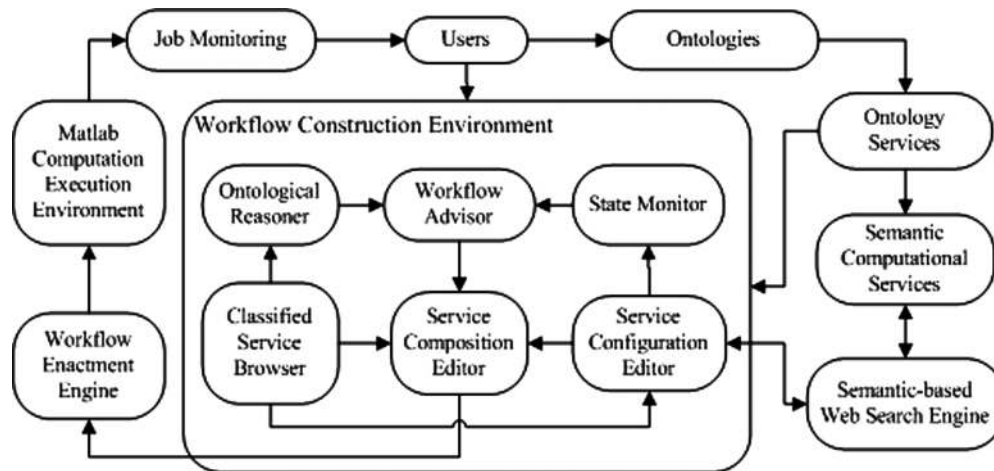 Job Monitoring
Users
Ontologies
Matlab
Computation
Execution
Environment
Workflow Construction Environment
Ontology
Services
Ontological
Reasoner
Workflow
Advisor
State Monitor
Semantic
Computational
Services
Workflow
Enactment
Engine
Classified
Service
Browser
Service
Composition
Editor
Service
Configuration
Editor
Semantic-based
Web Search Engine